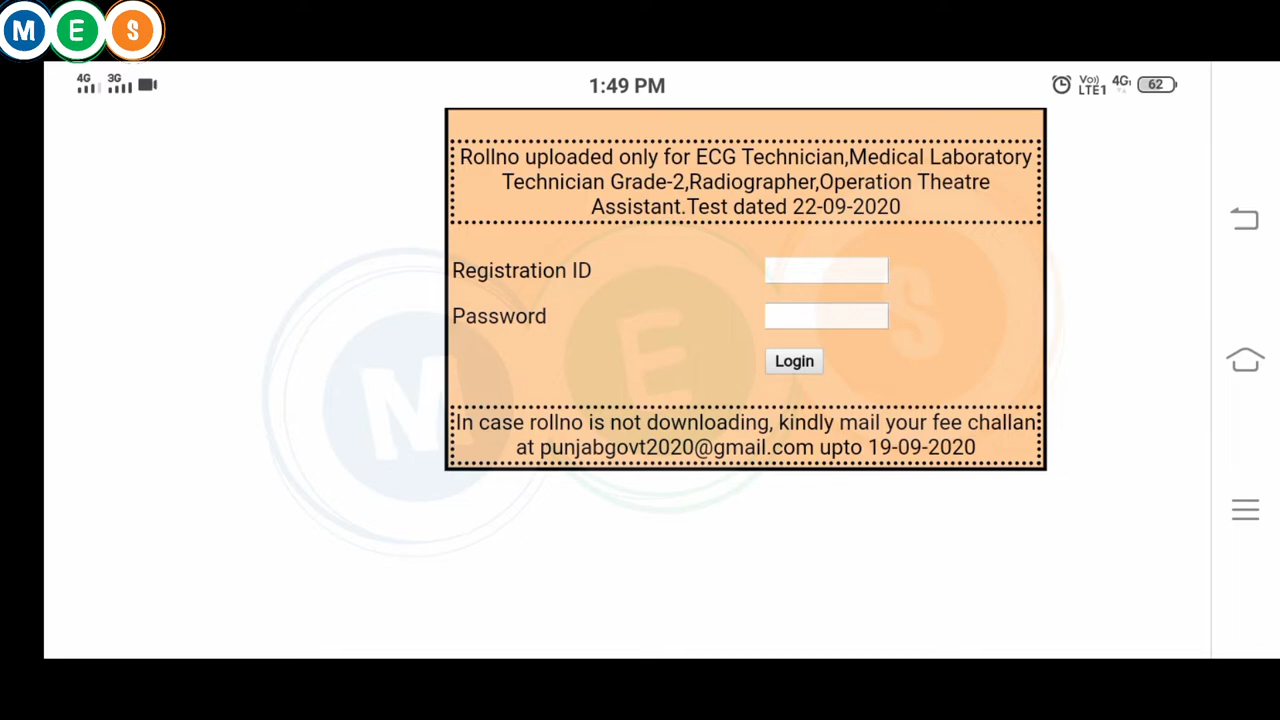 M E S
4G 3G 1:49 PM Vo)) LTE1 4G 62
Rollno uploaded only for ECG Technician,Medical Laboratory
Technician Grade-2,Radiographer,Operation Theatre
Assistant.Test dated 22-09-2020
Registration ID
Password
Login
In case rollno is not downloading, kindly mail your fee challan
at punjabgovt2020@gmail.com upto 19-09-2020
M E S